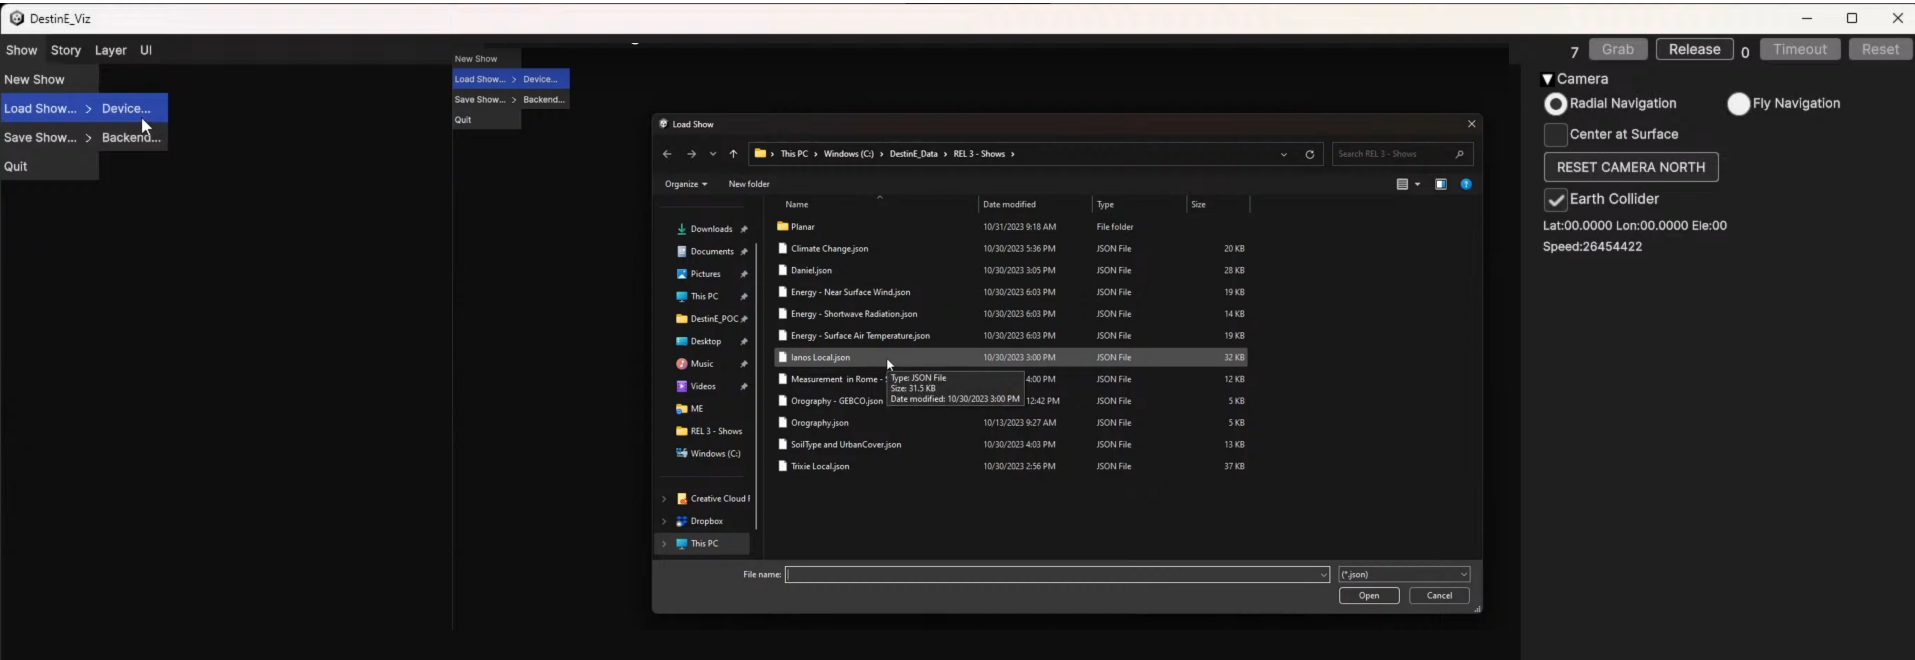 DestinE_Viz
Show Story Layer UI
New Show
Load Show... > Device...
Save Show... > Backend...
Quit
New Show
Load Show... > Device...
Save Show... > Backend...
Quit
Load Show
This PC > Windows (C:) > DestinE_Data > REL 3 - Shows >
Search REL 3 - Shows
Organize New folder
Downloads
Documents
Pictures
This PC
DestinE_POC
Desktop
Music
Videos
ME
REL 3 - Shows
Windows (C:)
Creative Cloud F
Dropbox
This PC
Name Date modified Type Size
Planar 10/31/2023 9:18 AM File folder
Climate Change.json 10/30/2023 5:36 PM JSON File 20 KB
Daniel.json 10/30/2023 3:05 PM JSON File 28 KB
Energy - Near Surface Wind.json 10/30/2023 6:03 PM JSON File 19 KB
Energy - Shortwave Radiation.json 10/30/2023 6:03 PM JSON File 14 KB
Energy - Surface Air Temperature.json 10/30/2023 6:03 PM JSON File 19 KB
Ianos Local.json 10/30/2023 3:00 PM JSON File 32 KB
Measurement in Rome - 4:00 PM JSON File 12 KB
Orography - GEBCO.json 12:42 PM JSON File 5 KB
Orography.json 10/13/2023 9:27 AM JSON File 5 KB
SoilType and UrbanCover.json 10/30/2023 4:03 PM JSON File 13 KB
Trixie Local.json 10/30/2023 2:56 PM JSON File 37 KB
Type: JSON File
Size: 31.5 KB
Date modified: 10/30/2023 3:00 PM
File name: (*.json)
Open Cancel
7 Grab Release 0 Timeout Reset
Camera
Radial Navigation Fly Navigation
Center at Surface
RESET CAMERA NORTH
Earth Collider
Lat:00.0000 Lon:00.0000 Ele:00
Speed:26454422